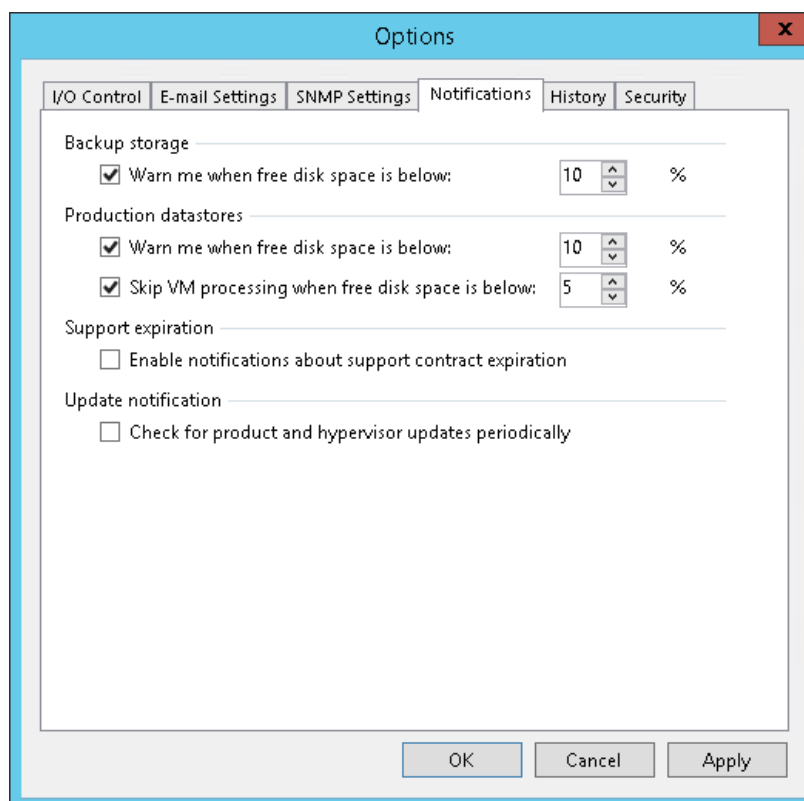 Options
x
I/O Control E-mail Settings SNMP Settings Notifications History Security
Backup storage
Warn me when free disk space is below: 10 %
Production datastores
Warn me when free disk space is below: 10 %
Skip VM processing when free disk space is below: 5 %
Support expiration
Enable notifications about support contract expiration
Update notification
Check for product and hypervisor updates periodically
OK Cancel Apply